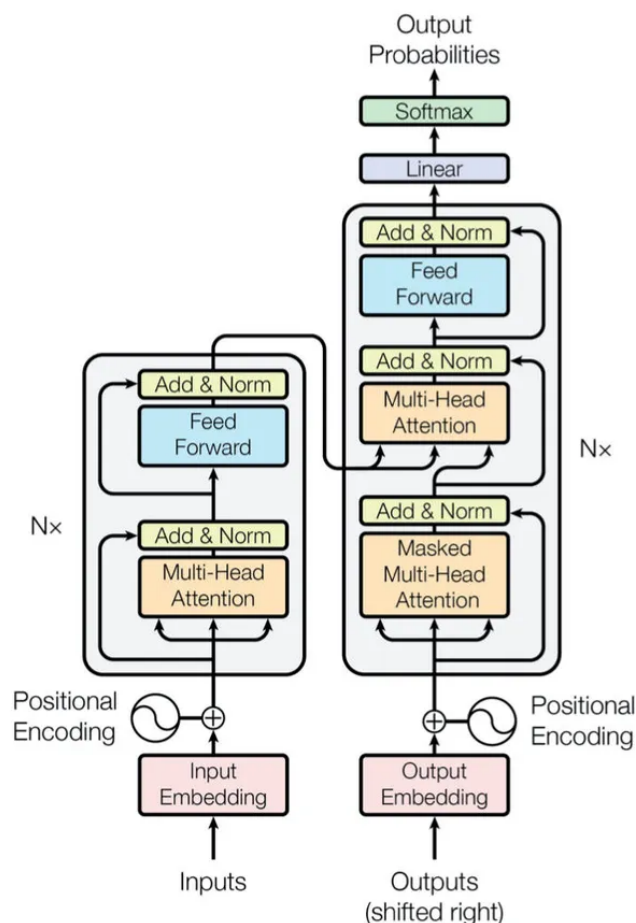 Output
Probabilities
Softmax
Linear
Add & Norm
Feed
Forward
Add & Norm
Multi-Head
Attention
Nx
Add & Norm
Masked
Multi-Head
Attention
Add & Norm
Feed
Forward
Nx
Add & Norm
Multi-Head
Attention
Positional
Encoding
Positional
Encoding
Input
Embedding
Output
Embedding
Inputs
Outputs
(shifted right)